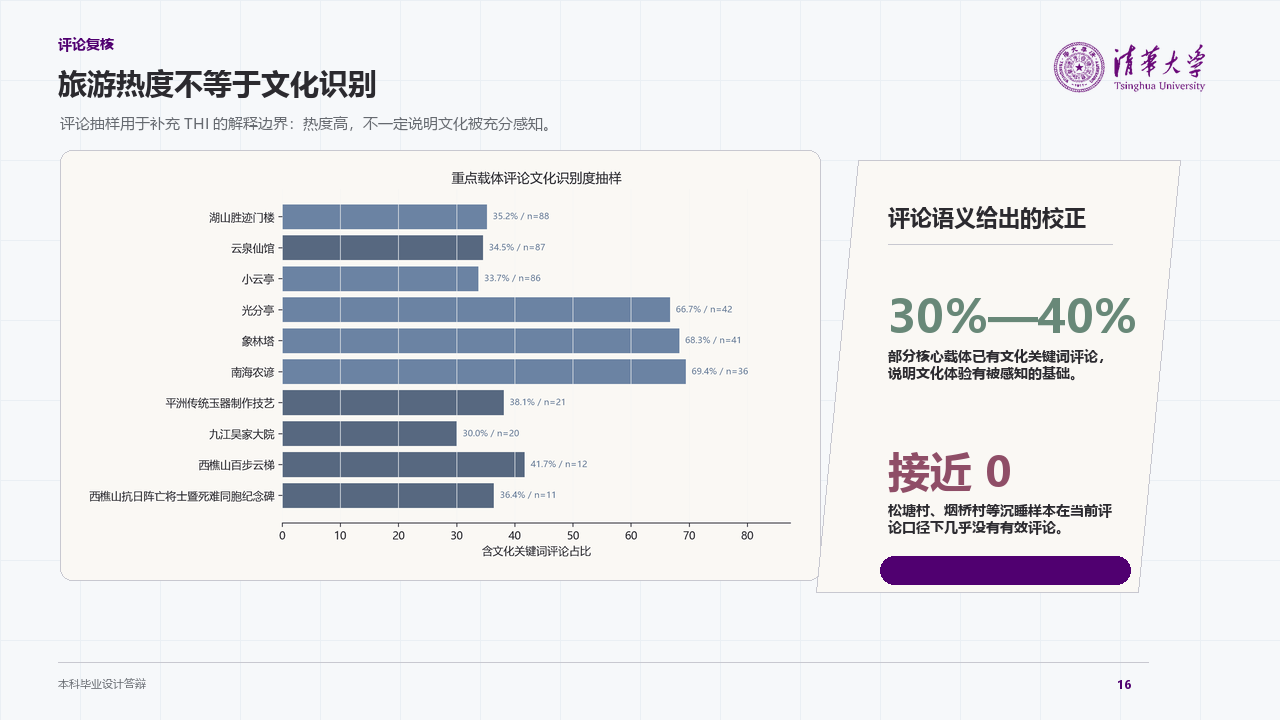 评论复核
旅游热度不等于文化识别
评论抽样用于补充 THI 的解释边界：热度高，不一定说明文化被充分感知。
清华大学
Tsinghua University
重点载体评论文化识别度抽样
湖山胜迹门楼 35.2% / n=88
云泉仙馆 34.5% / n=87
小云亭 33.7% / n=86
光分亭 66.7% / n=42
象林塔 68.3% / n=41
南海农谚 69.4% / n=36
平洲传统玉器制作技艺 38.1% / n=21
九江吴家大院 30.0% / n=20
西樵山百步云梯 41.7% / n=12
西樵山抗日阵亡将士暨死难同胞纪念碑 36.4% / n=11
0 10 20 30 40 50 60 70 80
含文化关键词评论占比
评论语义给出的校正
30%—40%
部分核心载体已有文化关键词评论，
说明文化体验有被感知的基础。
接近 0
松塘村、烟桥村等沉睡样本在当前评
论口径下几乎没有有效评论。
本科毕业设计答辩
16